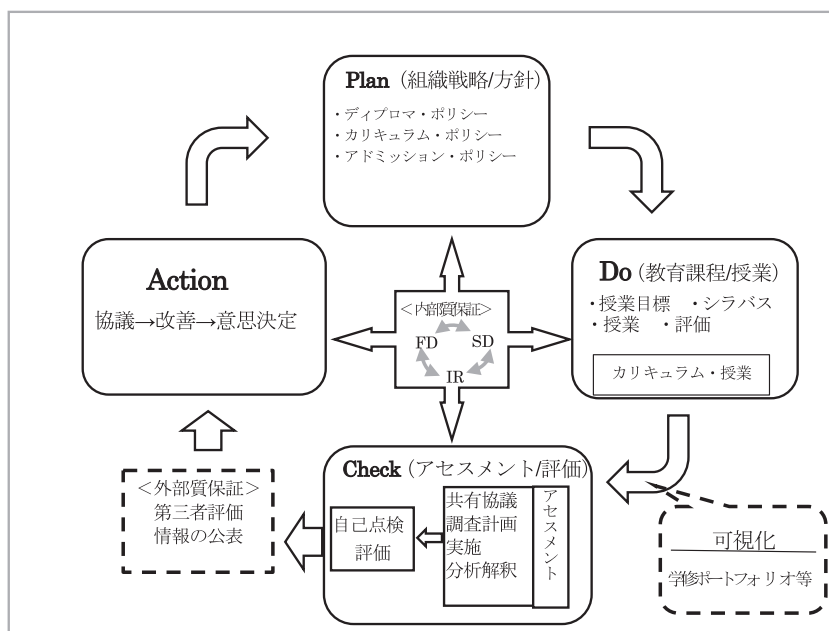 Plan（組織戦略/方針）
・ディプロマ・ポリシー
・カリキュラム・ポリシー
・アドミッション・ポリシー
Action
協議→改善→意思決定
＜内部質保証＞
FD SD
IR
Do（教育課程/授業）
・授業目標 ・シラバス
・授業 ・評価
カリキュラム・授業
Check（アセスメント/評価）
共有協議
調査計画
実施
分析解釈
アセスメント
自己点検
評価
＜外部質保証＞
第三者評価
情報の公表
可視化
学修ポートフォリオ等